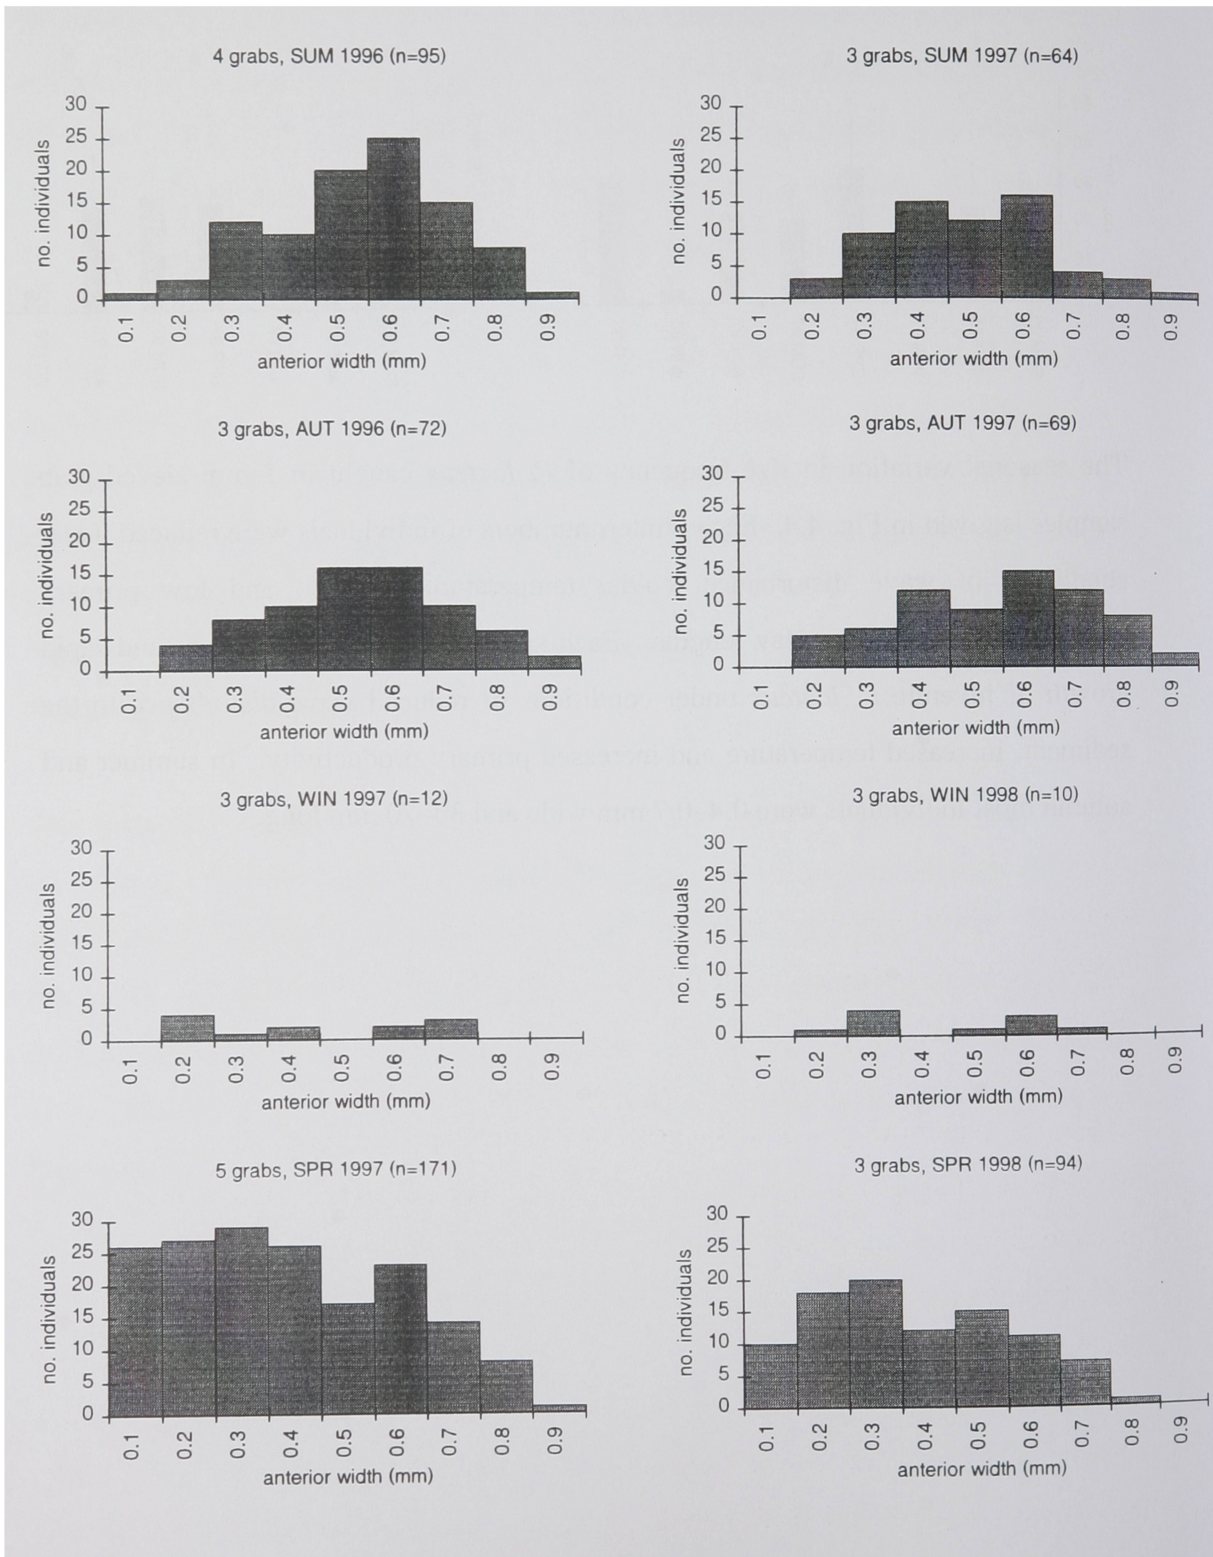 4 grabs, SUM 1996 (n=95)
30
25
20
15
10
5
0
no. individuals
0.1 0.2 0.3 0.4 0.5 0.6 0.7 0.8 0.9
anterior width (mm)
3 grabs, SUM 1997 (n=64)
30
25
20
15
10
5
0
no. individuals
0.1 0.2 0.3 0.4 0.5 0.6 0.7 0.8 0.9
anterior width (mm)
3 grabs, AUT 1996 (n=72)
30
25
20
15
10
5
0
no. individuals
0.1 0.2 0.3 0.4 0.5 0.6 0.7 0.8 0.9
anterior width (mm)
3 grabs, AUT 1997 (n=69)
30
25
20
15
10
5
0
no. individuals
0.1 0.2 0.3 0.4 0.5 0.6 0.7 0.8 0.9
anterior width (mm)
3 grabs, WIN 1997 (n=12)
30
25
20
15
10
5
0
no. individuals
0.1 0.2 0.3 0.4 0.5 0.6 0.7 0.8 0.9
anterior width (mm)
3 grabs, WIN 1998 (n=10)
30
25
20
15
10
5
0
no. individuals
0.1 0.2 0.3 0.4 0.5 0.6 0.7 0.8 0.9
anterior width (mm)
5 grabs, SPR 1997 (n=171)
30
25
20
15
10
5
0
no. individuals
0.1 0.2 0.3 0.4 0.5 0.6 0.7 0.8 0.9
anterior width (mm)
3 grabs, SPR 1998 (n=94)
30
25
20
15
10
5
0
no. individuals
0.1 0.2 0.3 0.4 0.5 0.6 0.7 0.8 0.9
anterior width (mm)